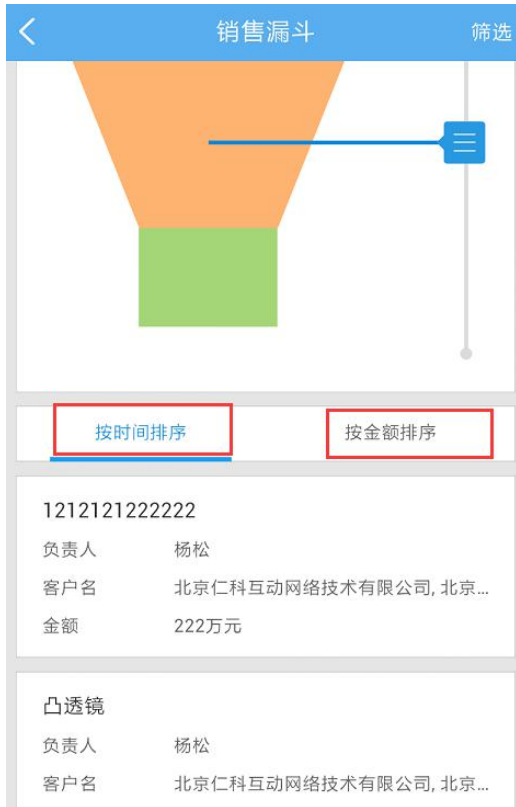 销售漏斗 筛选
按时间排序 按金额排序
1212121222222
负责人 杨松
客户名 北京仁科互动网络技术有限公司, 北京...
金额 222万元
凸透镜
负责人 杨松
客户名 北京仁科互动网络技术有限公司, 北京...